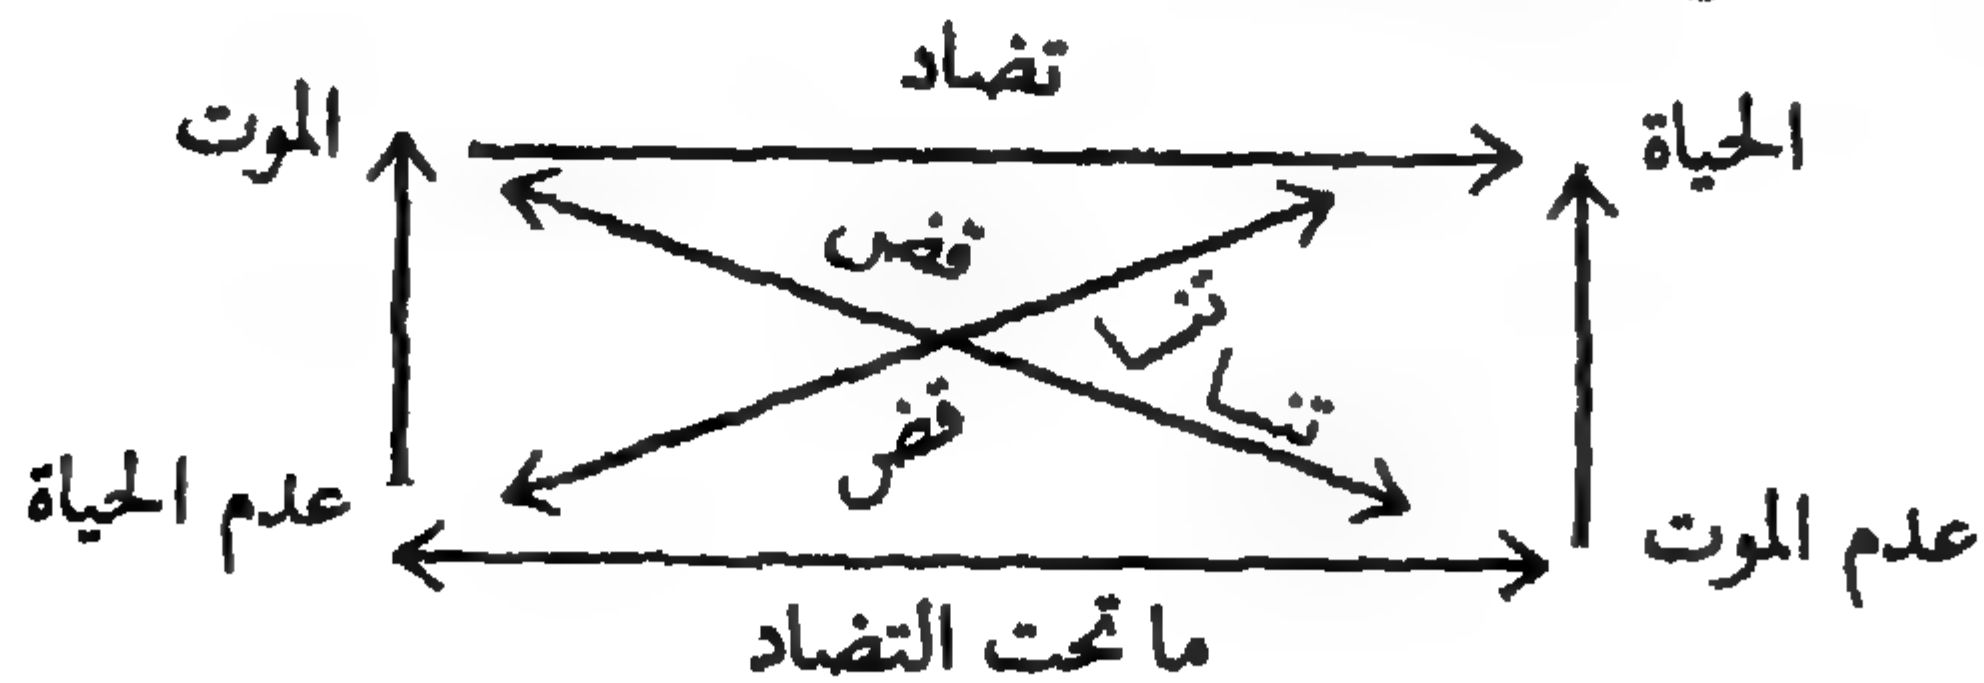 تضاد
الحياة
الموت
تنا قض
تنا قض
عدم الموت
عدم الحياة
ما تحت التضاد